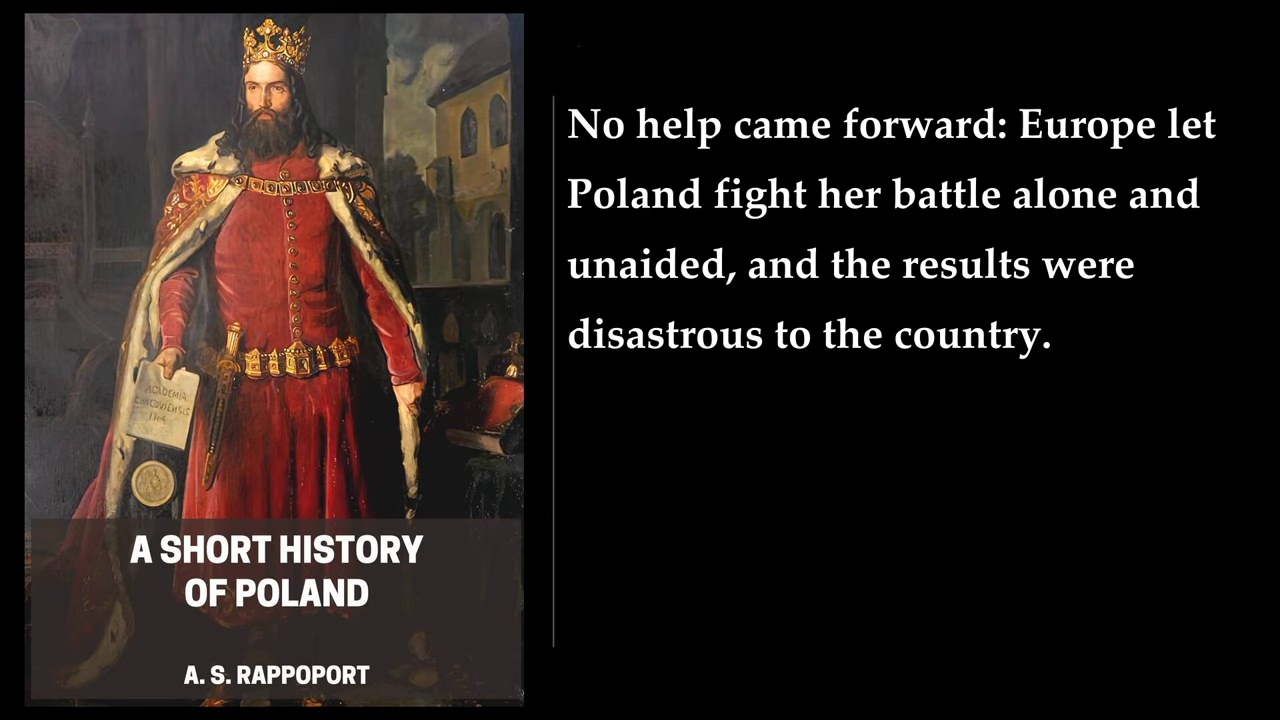 No help came forward: Europe let
Poland fight her battle alone and
unaided, and the results were
disastrous to the country.
ACADEMIA
A SHORT HISTORY
OF POLAND
A. S. RAPPOPORT